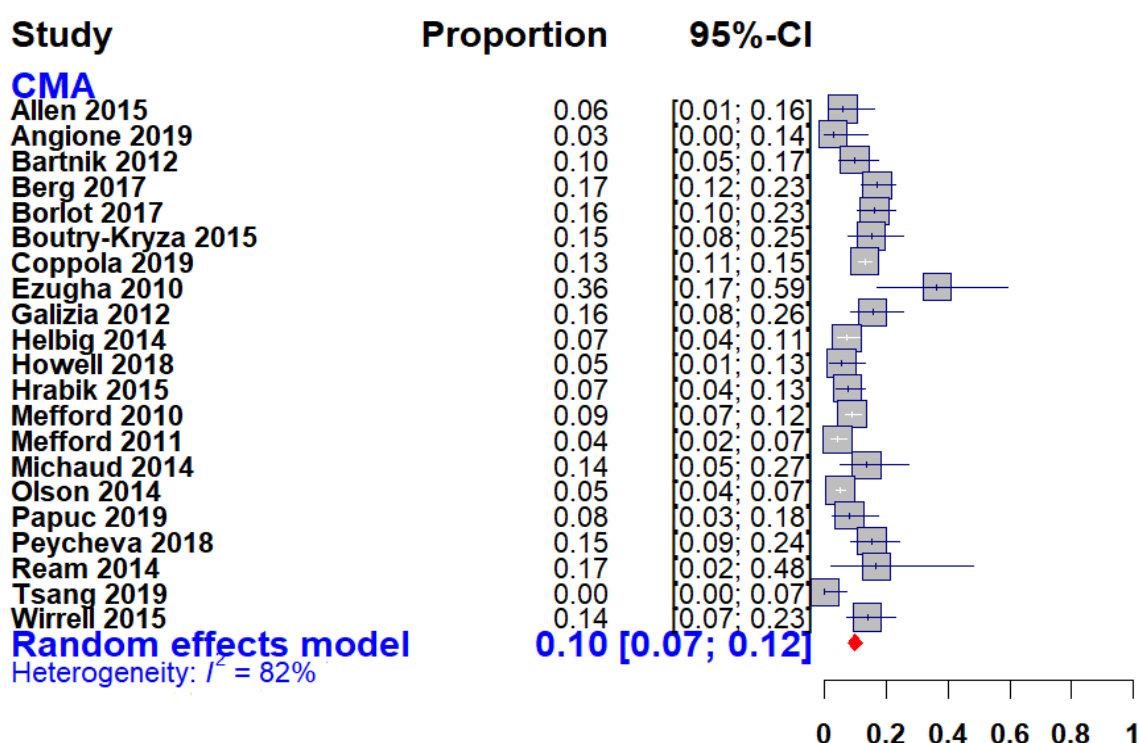 Study Proportion 95%-CI
CMA
Allen 2015 0.06 [0.01; 0.16]
Angione 2019 0.03 [0.00; 0.14]
Bartnik 2012 0.10 [0.05; 0.17]
Berg 2017 0.17 [0.12; 0.23]
Borlot 2017 0.16 [0.10; 0.23]
Boutry-Kryza 2015 0.15 [0.08; 0.25]
Coppola 2019 0.13 [0.11; 0.15]
Ezugha 2010 0.36 [0.17; 0.59]
Galizia 2012 0.16 [0.08; 0.26]
Helbig 2014 0.07 [0.04; 0.11]
Howell 2018 0.05 [0.01; 0.13]
Hrabik 2015 0.07 [0.04; 0.13]
Mefford 2010 0.09 [0.07; 0.12]
Mefford 2011 0.04 [0.02; 0.07]
Michaud 2014 0.14 [0.05; 0.27]
Olson 2014 0.05 [0.04; 0.07]
Papuc 2019 0.08 [0.03; 0.18]
Peycheva 2018 0.15 [0.09; 0.24]
Ream 2014 0.17 [0.02; 0.48]
Tsang 2019 0.00 [0.00; 0.07]
Wirrell 2015 0.14 [0.07; 0.23]
Random effects model 0.10 [0.07; 0.12]
Heterogeneity: I² = 82%
0 0.2 0.4 0.6 0.8 1